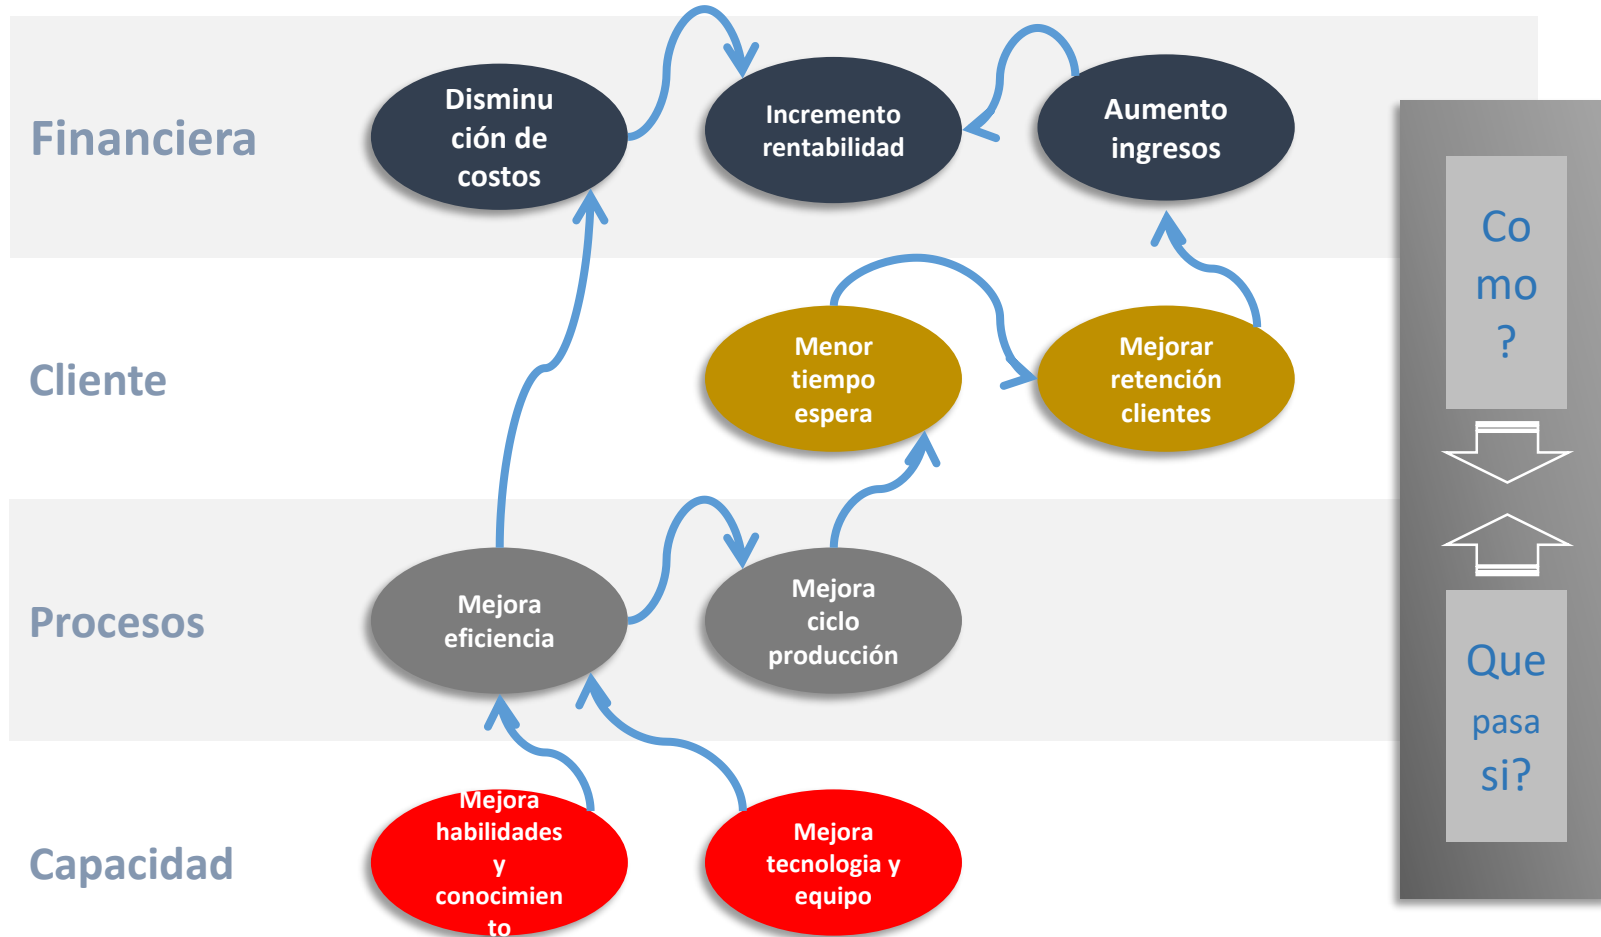 Financiera
Disminu
ción de
costos
Incremento
rentabilidad
Aumento
ingresos
Cliente
Menor
tiempo
espera
Mejorar
retención
clientes
Procesos
Mejora
eficiencia
Mejora
ciclo
producción
Capacidad
Mejora
habilidades
y
conocimien
to
Mejora
tecnologia y
equipo
Co
mo
?
Que
pasa
si?